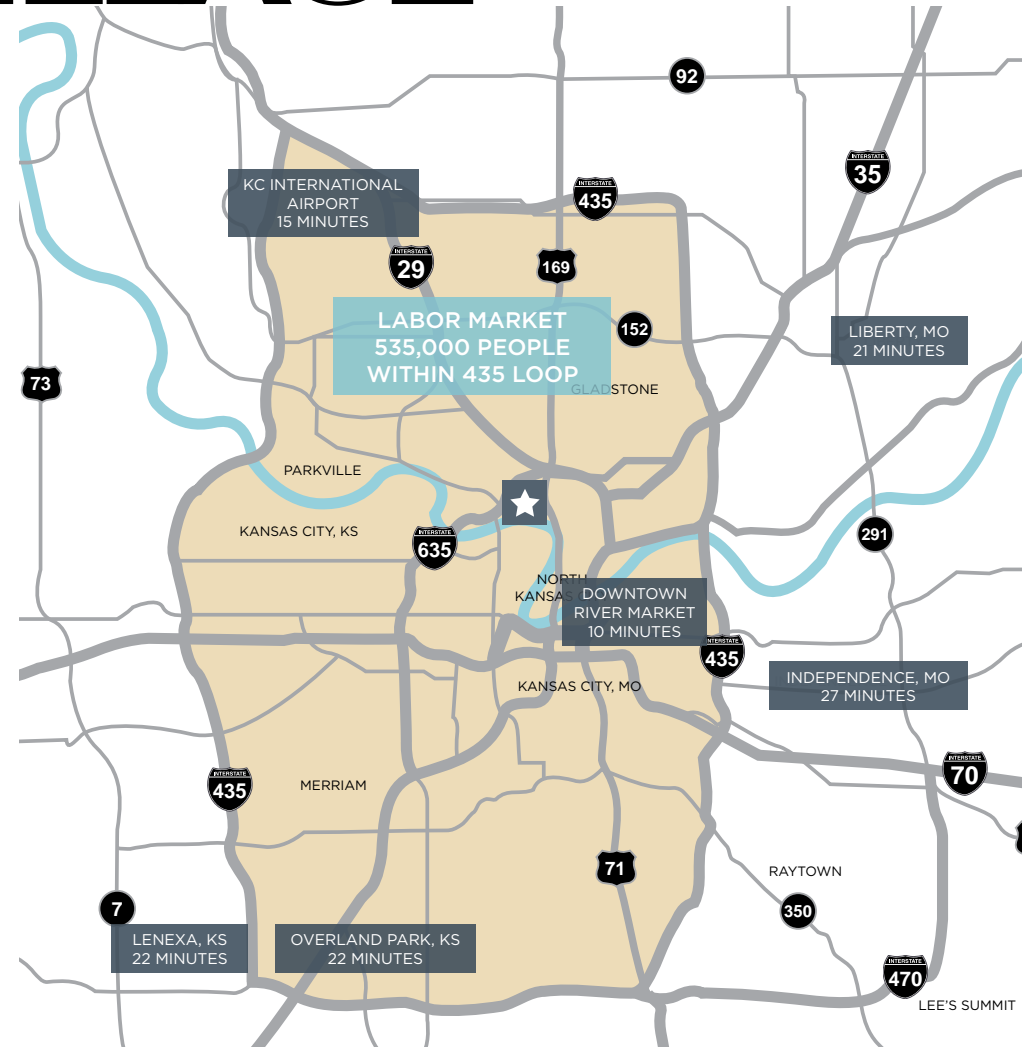 92
INTERSTATE
35
KC INTERNATIONAL
AIRPORT
15 MINUTES
INTERSTATE
435
INTERSTATE
29
169
LABOR MARKET
535,000 PEOPLE
WITHIN 435 LOOP
152
LIBERTY, MO
21 MINUTES
73
GLADSTONE
PARKVILLE
KANSAS CITY, KS
INTERSTATE
635
291
NORTH
KANSAS
DOWNTOWN
RIVER MARKET
10 MINUTES
INTERSTATE
435
INDEPENDENCE, MO
27 MINUTES
KANSAS CITY, MO
INTERSTATE
70
INTERSTATE
435
MERRIAM
71
RAYTOWN
7
350
LENEXA, KS
22 MINUTES
OVERLAND PARK, KS
22 MINUTES
INTERSTATE
470
LEE'S SUMMIT